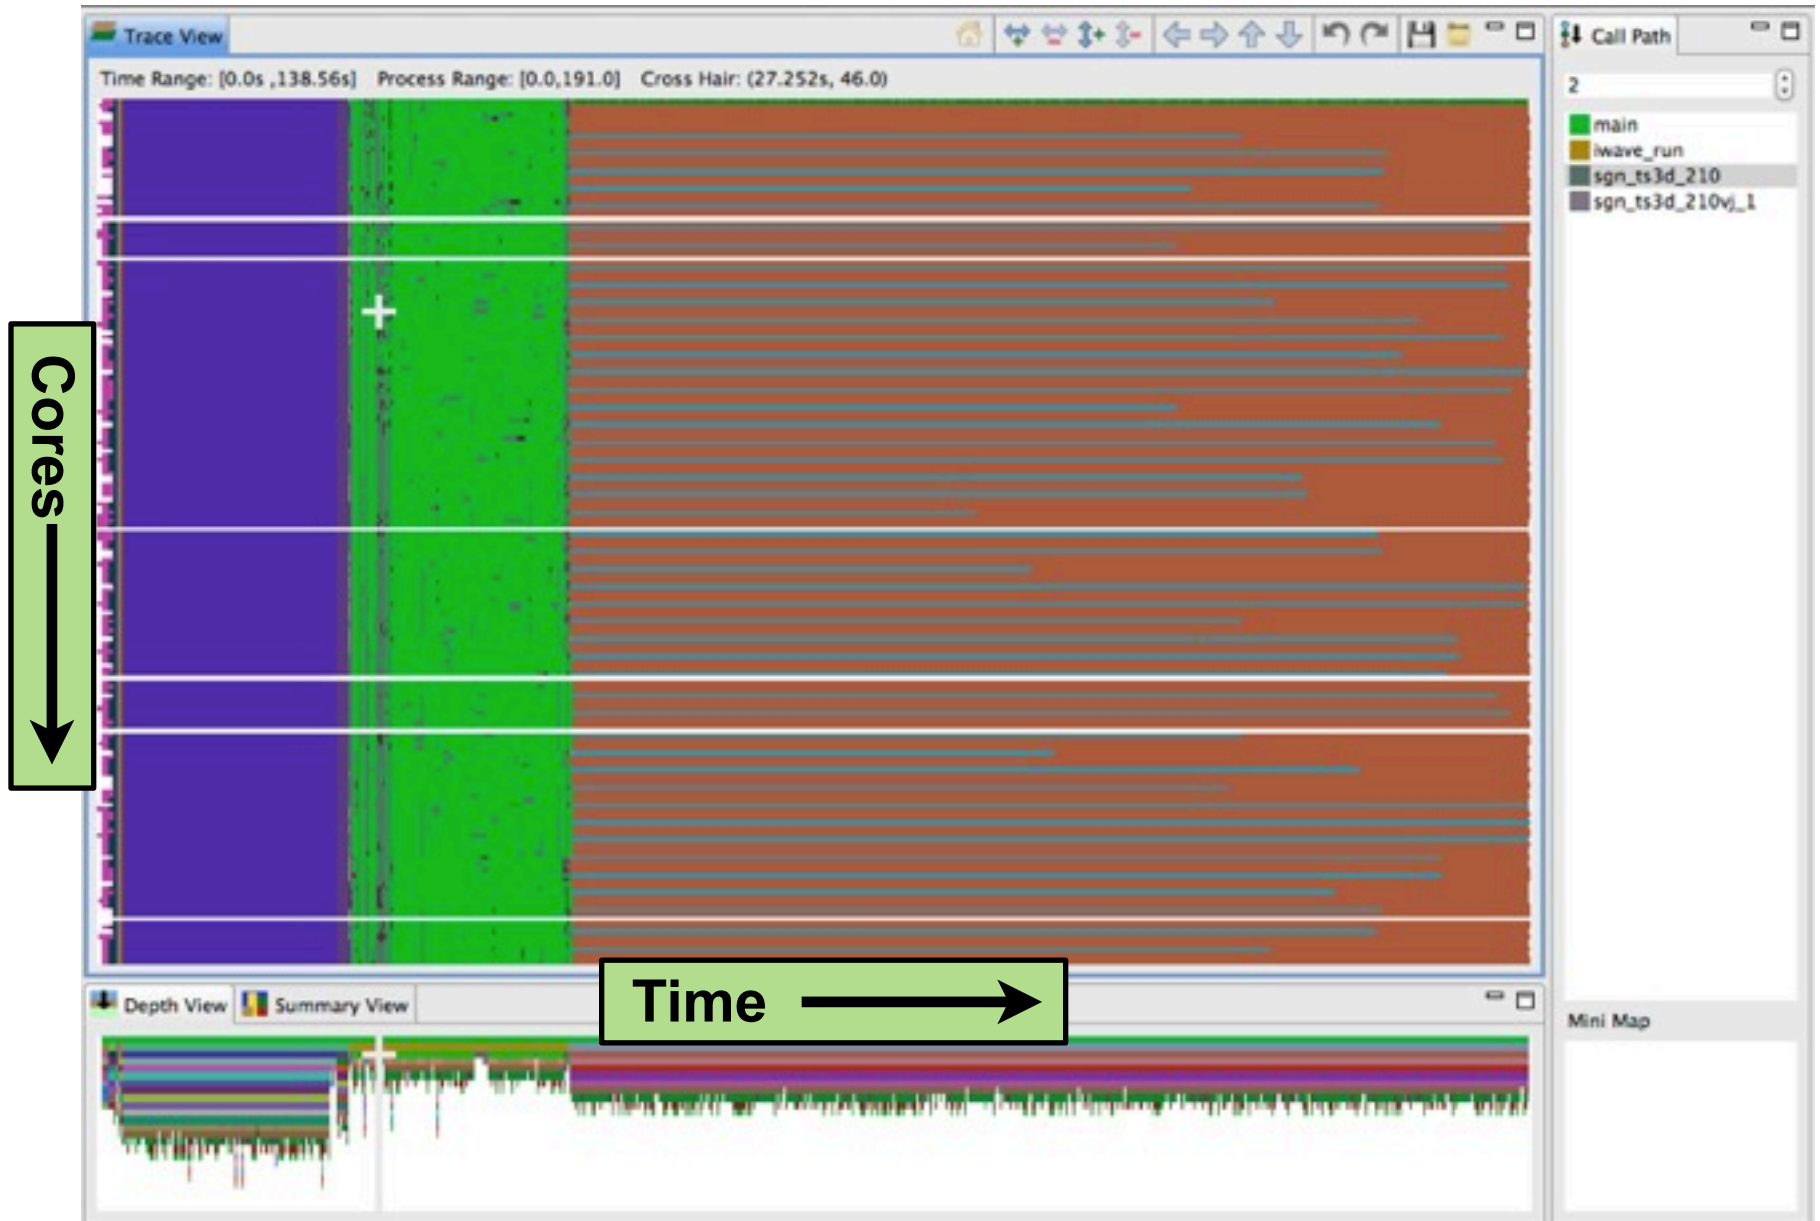 Trace View
Time Range: [0.0s ,138.56s] Process Range: [0.0,191.0] Cross Hair: (27.252s, 46.0)
Call Path
2
main
iwave_run
sgn_ts3d_210
sgn_ts3d_210vj_1
Cores
Time
Depth View
Summary View
Mini Map